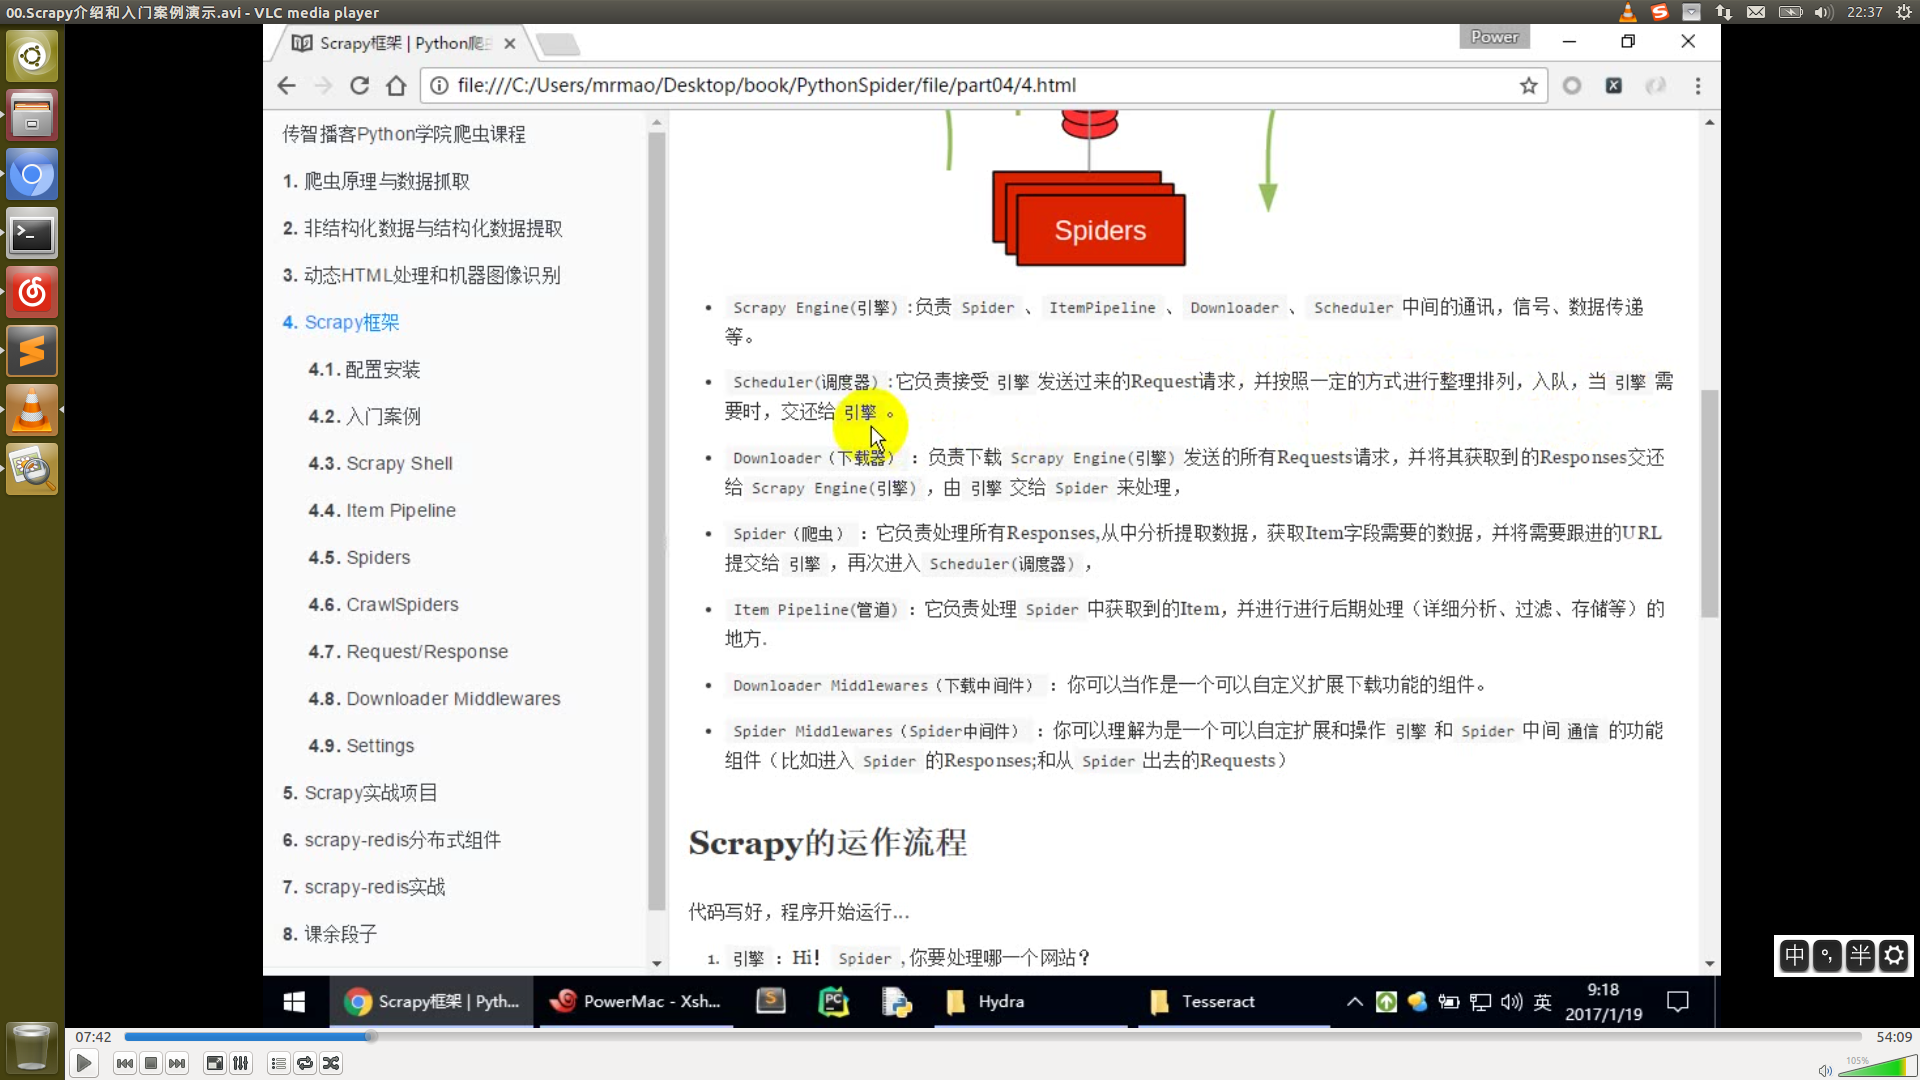 00.Scrapy介绍和入门案例演示.avi - VLC media player
22:37
Scrapy框架 | Python爬
Power
file:///C:/Users/mrmao/Desktop/book/PythonSpider/file/part04/4.html
传智播客Python学院爬虫课程
1. 爬虫原理与数据抓取
2. 非结构化数据与结构化数据提取
3. 动态HTML处理和机器图像识别
4. Scrapy框架
4.1. 配置安装
4.2. 入门案例
4.3. Scrapy Shell
4.4. Item Pipeline
4.5. Spiders
4.6. CrawlSpiders
4.7. Request/Response
4.8. Downloader Middlewares
4.9. Settings
5. Scrapy实战项目
6. scrapy-redis分布式组件
7. scrapy-redis实战
8. 课余段子
Spiders
• Scrapy Engine(引擎) :负责 Spider 、 ItemPipeline 、 Downloader 、 Scheduler 中间的通讯，信号、数据传递
等。
• Scheduler(调度器) :它负责接受 引擎 发送过来的Request请求，并按照一定的方式进行整理排列，入队，当 引擎 需
要时，交还给 引擎 。
• Downloader（下载器） ：负责下载 Scrapy Engine(引擎) 发送的所有Requests请求，并将其获取到的Responses交还
给 Scrapy Engine(引擎) ，由 引擎 交给 Spider 来处理，
• Spider（爬虫） ：它负责处理所有Responses,从中分析提取数据，获取Item字段需要的数据，并将需要跟进的URL
提交给 引擎 ，再次进入 Scheduler(调度器) ，
• Item Pipeline(管道) ：它负责处理 Spider 中获取到的Item，并进行进行后期处理（详细分析、过滤、存储等）的
地方.
• Downloader Middlewares（下载中间件） ：你可以当作是一个可以自定义扩展下载功能的组件。
• Spider Middlewares（Spider中间件） ：你可以理解为是一个可以自定扩展和操作 引擎 和 Spider 中间 通信 的功能
组件（比如进入 Spider 的Responses;和从 Spider 出去的Requests）
Scrapy的运作流程
代码写好，程序开始运行...
1. 引擎 ：Hi！ Spider ,你要处理哪一个网站？
中 °, 半
Scrapy框架 | Pyth...
PowerMac - Xsh...
Hydra
Tesseract
英
9:18
2017/1/19
07:42
54:09
105%